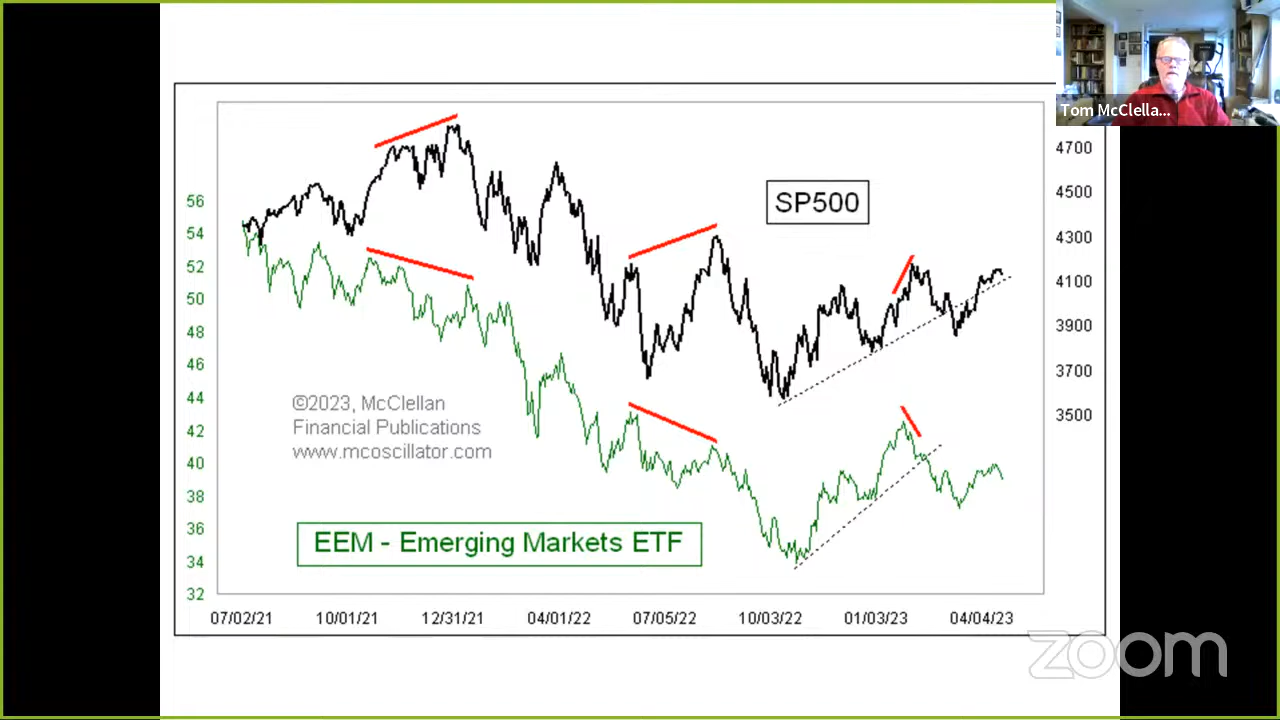 Tom McClella...
SP500
4700
4500
4300
4100
3900
3700
3500
56
54
52
50
48
46
44
42
40
38
36
34
32
©2023, McClellan
Financial Publications
www.mcoscillator.com
EEM - Emerging Markets ETF
07/02/21 10/01/21 12/31/21 04/01/22 07/05/22 10/03/22 01/03/23 04/04/23
zoom